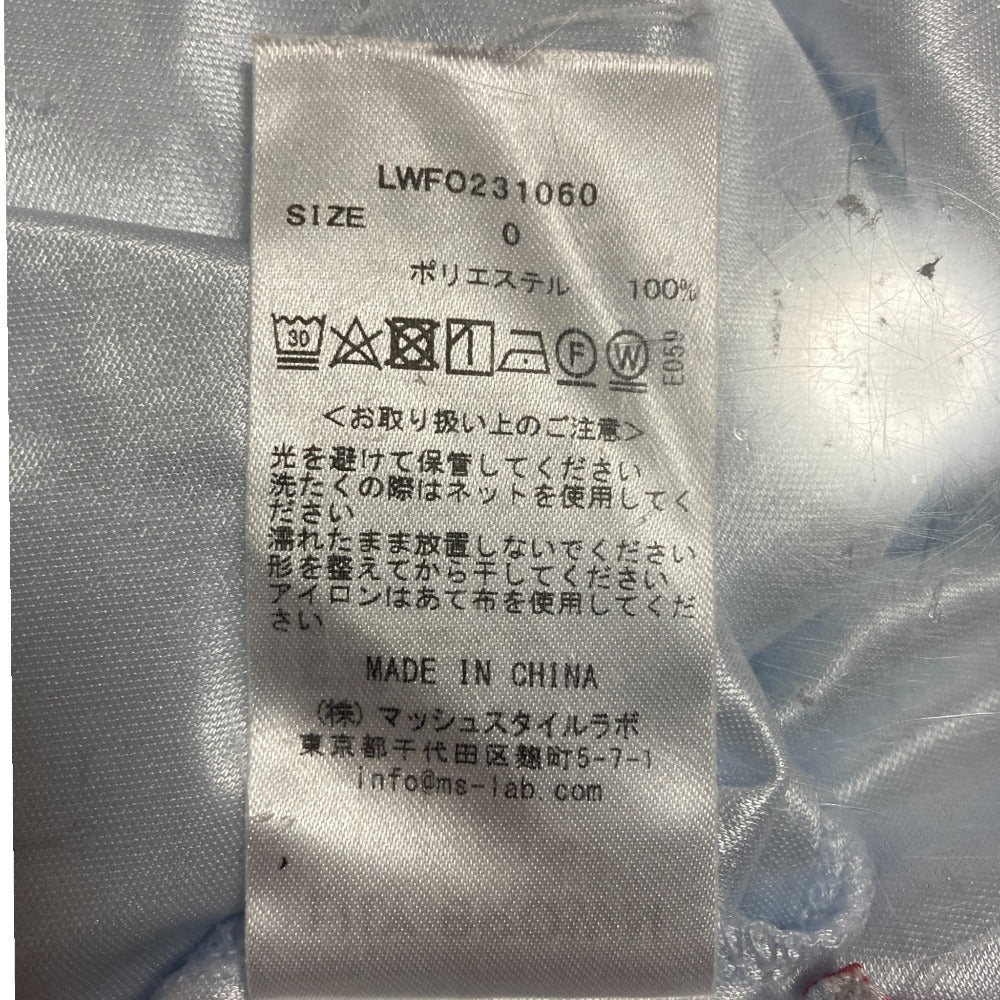 LWFO231060
SIZE 0
ポリエステル 100%
30 F W E059
<お取り扱い上のご注意>
光を避けて保管してください
洗たくの際はネットを使用してく
ださい
濡れたまま放置しないでください
形を整えてから干してください
アイロンはあて布を使用してくだ
さい
MADE IN CHINA
(株)マッシュスタイルラボ
東京都千代田区麹町5-7-1
info@ms-lab.com